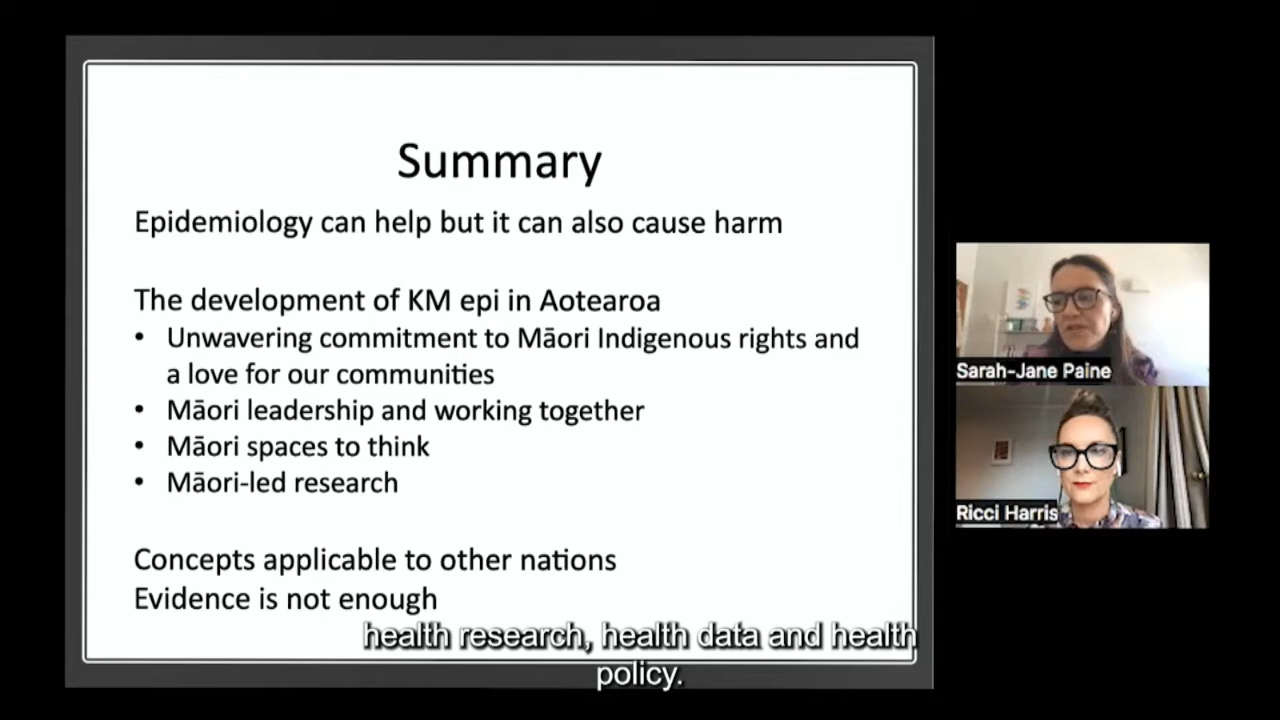 Summary
Epidemiology can help but it can also cause harm
The development of KM epi in Aotearoa
• Unwavering commitment to Māori Indigenous rights and
a love for our communities
• Māori leadership and working together
• Māori spaces to think
• Māori-led research
Concepts applicable to other nations
Evidence is not enough
health research, health data and health
policy.
Sarah-Jane Paine
Ricci Harris